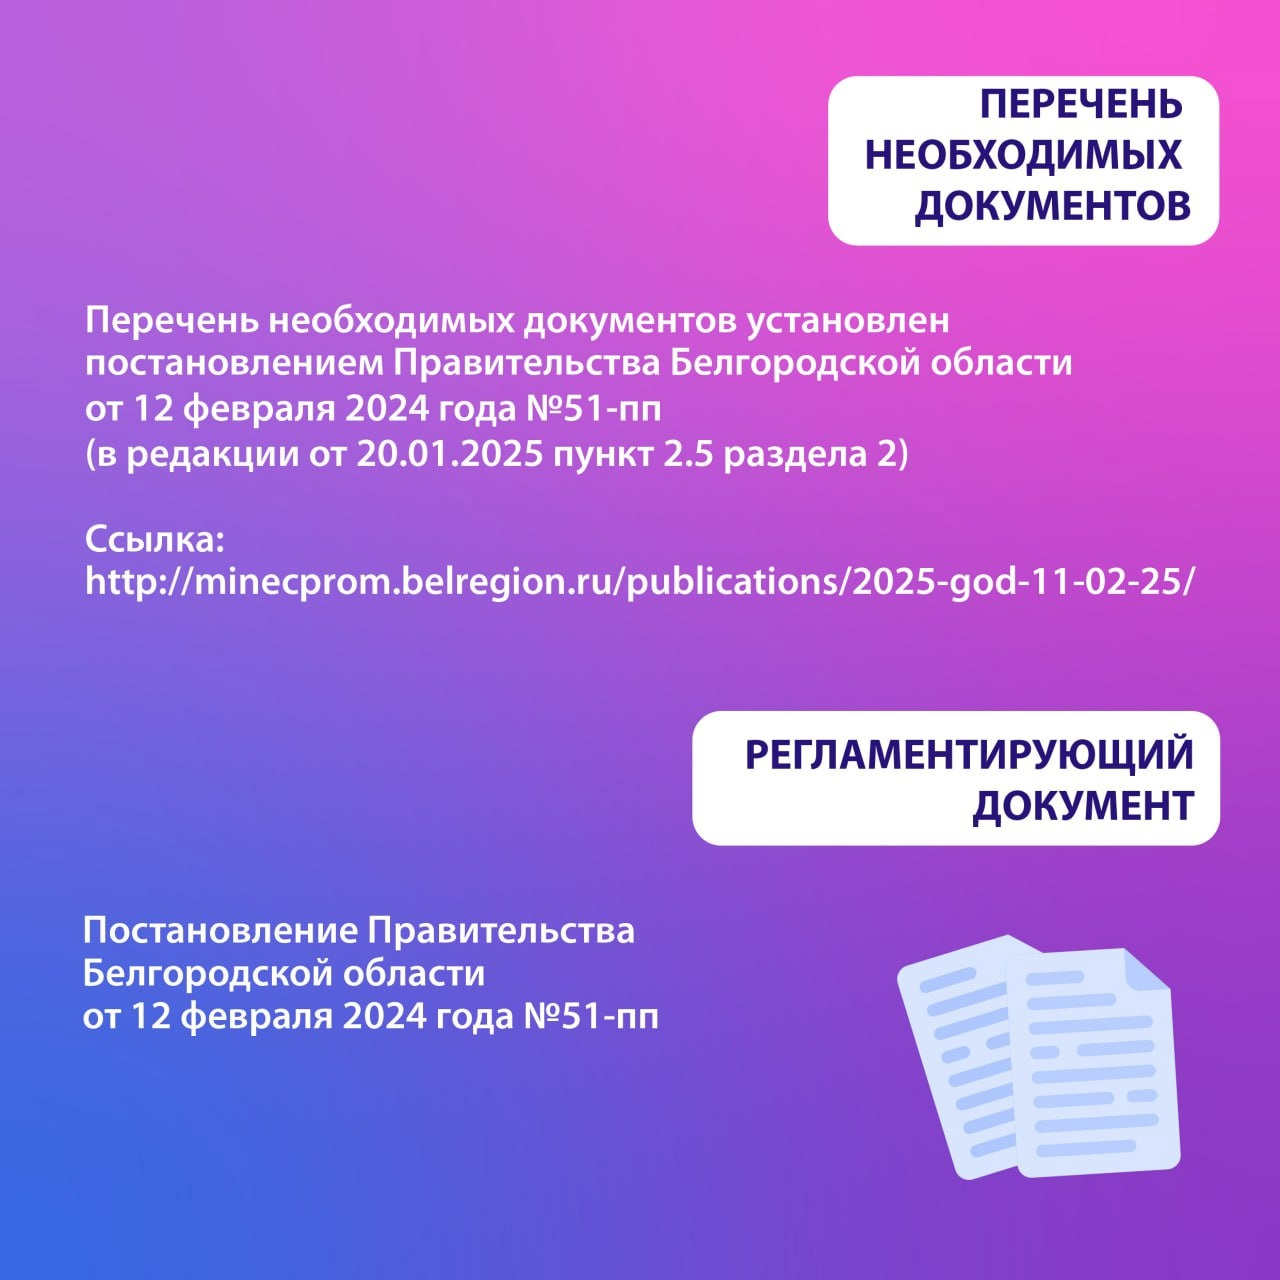 ПЕРЕЧЕНЬ
НЕОБХОДИМЫХ
ДОКУМЕНТОВ
Перечень необходимых документов установлен
постановлением Правительства Белгородской области
от 12 февраля 2024 года №51-пп
(в редакции от 20.01.2025 пункт 2.5 раздела 2)
Ссылка:
http://minecprom.belregion.ru/publications/2025-god-11-02-25/
РЕГЛАМЕНТИРУЮЩИЙ
ДОКУМЕНТ
Постановление Правительства
Белгородской области
от 12 февраля 2024 года №51-пп